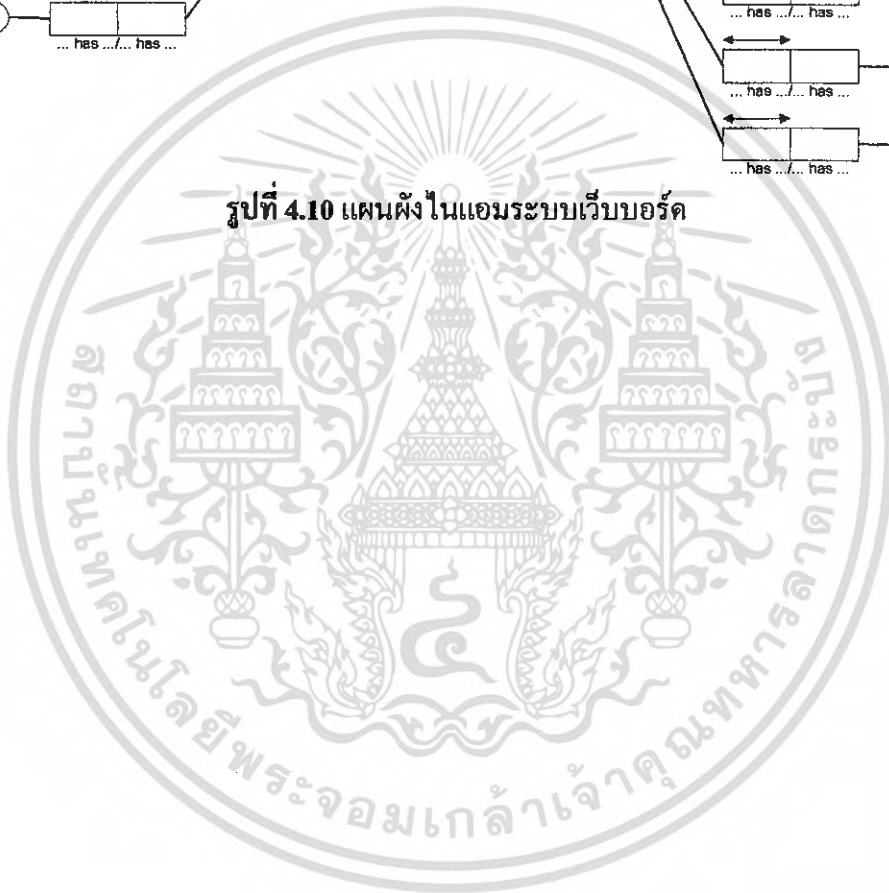 ... has .../... has ...
... has .../... has ...
... has .../... has ...
... has .../... has ...
รูปที่ 4.10 แผนผังในแอมระบบเว็บบอร์ด
สถาบันเทคโนโลยีพระจอมเกล้าเจ้าคุณทหารลาดกระบัง